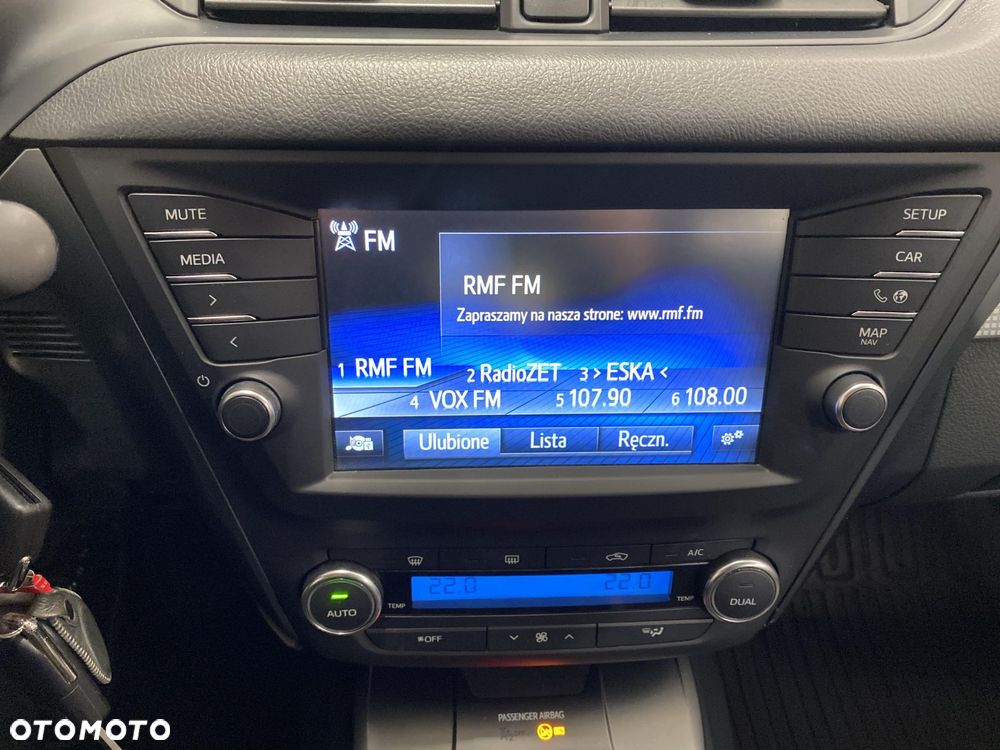 MUTE
MEDIA
>
<
SETUP
CAR
MAP
NAV
FM
RMF FM
Zapraszamy na nasza strone: www.rmf.fm
1 RMF FM
2 RadioZET
3 > ESKA <
4 VOX FM
5 107.90
6 108.00
Ulubione
Lista
Ręczn.
A/C
AUTO
TEMP
22.0
22.0
TEMP
DUAL
OFF
PASSENGER AIRBAG
OTOMOTO